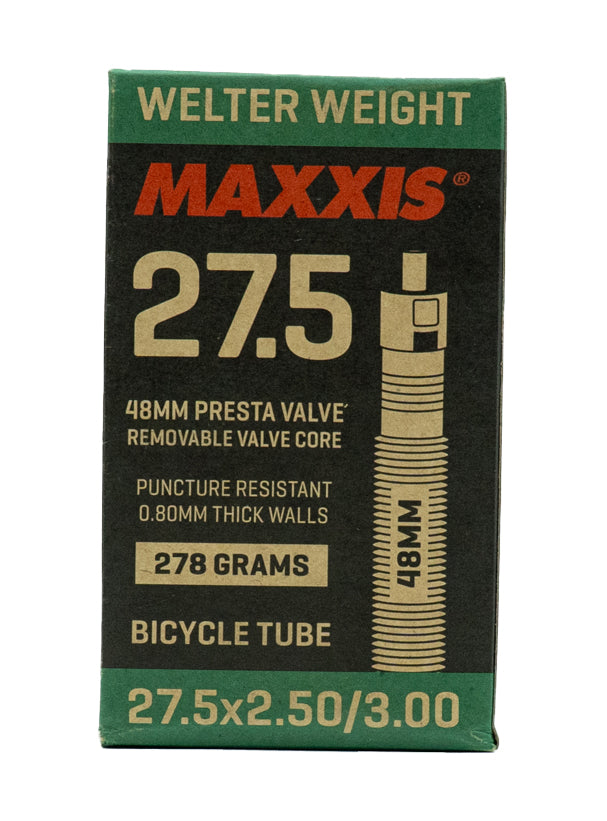 WELTER WEIGHT
MAXXIS®
27.5
48MM PRESTA VALVE
REMOVABLE VALVE CORE
PUNCTURE RESISTANT
0.80MM THICK WALLS
278 GRAMS
48MM
BICYCLE TUBE
27.5x2.50/3.00